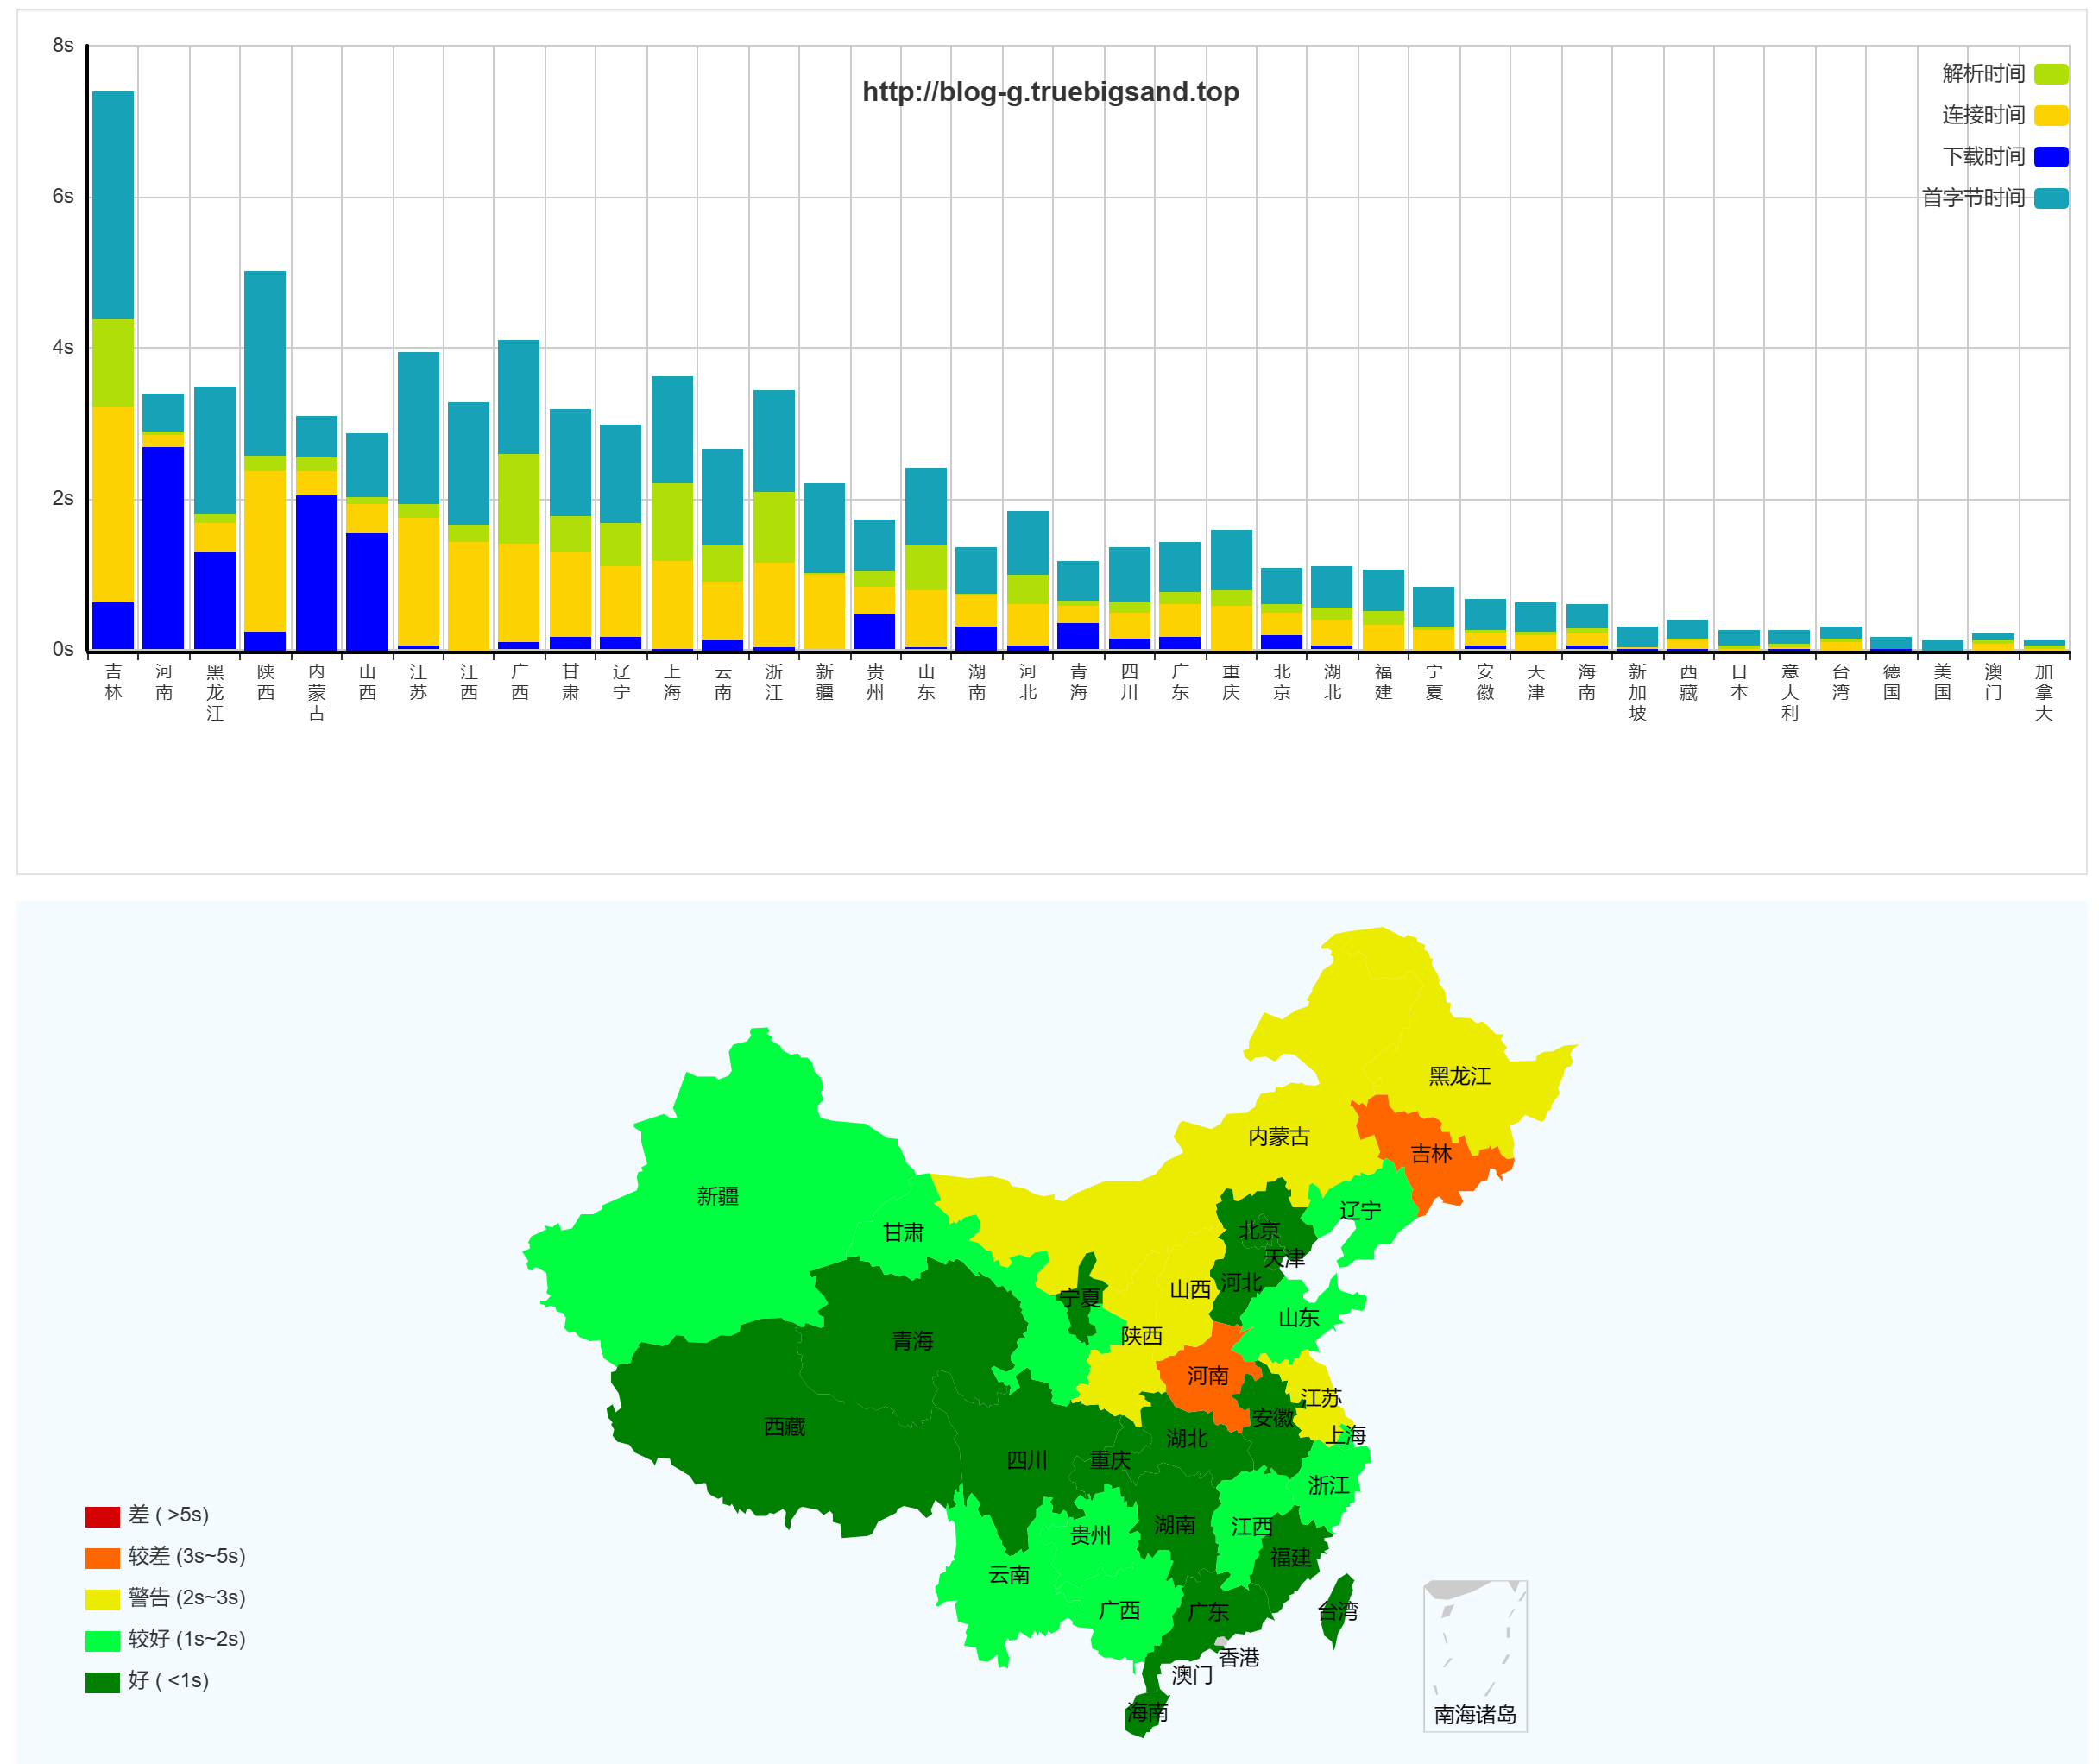 http://blog-g.truebigsand.top
解析时间
连接时间
下载时间
首字节时间
8s
6s
4s
2s
0s
吉林
河南
黑龙江
陕西
内蒙古
山西
江苏
江西
广西
甘肃
辽宁
上海
云南
浙江
新疆
贵州
山东
湖南
河北
青海
四川
广东
重庆
北京
湖北
福建
宁夏
安徽
天津
海南
新加坡
西藏
日本
意大利
台湾
德国
美国
澳门
加拿大
黑龙江
内蒙古
吉林
新疆
辽宁
甘肃
北京
天津
河北
山西
宁夏
山东
陕西
青海
河南
江苏
安徽
西藏
上海
湖北
四川
重庆
浙江
湖南
江西
贵州
福建
云南
广西
广东
台湾
香港
澳门
海南
南海诸岛
差 ( >5s)
较差 (3s~5s)
警告 (2s~3s)
较好 (1s~2s)
好 ( <1s)